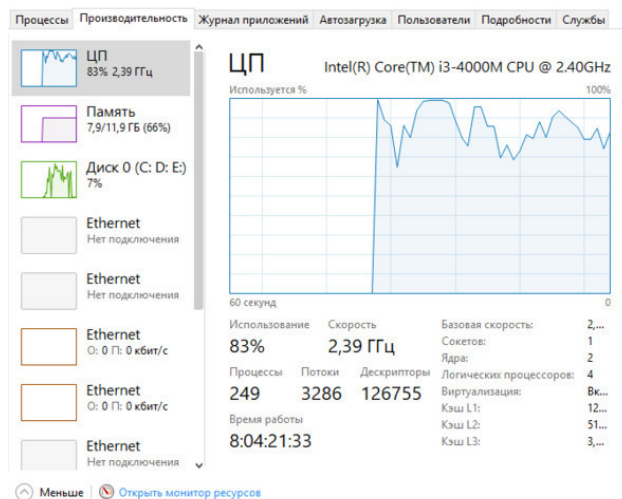 Процессы Производительность Журнал приложений Автозагрузка Пользователи Подробности Службы
ЦП
83% 2,39 ГГц
Память
7,9/11,9 ГБ (66%)
Диск 0 (C: D: E:)
7%
Ethernet
Нет подключения
Ethernet
Нет подключения
Ethernet
О: 0 П: 0 кбит/с
Ethernet
О: 0 П: 0 кбит/с
Ethernet
Нет подключения
ЦП Intel(R) Core(TM) i3-4000M CPU @ 2.40GHz
Используется % 100%
60 секунд 0
Использование Скорость
83% 2,39 ГГц
Процессы Потоки Дескрипторы
249 3286 126755
Время работы
8:04:21:33
Базовая скорость: 2,...
Сокетов: 1
Ядра: 2
Логических процессоров: 4
Виртуализация: Вк...
Кэш L1: 12...
Кэш L2: 51...
Кэш L3: 3,...
Меньше Открыть монитор ресурсов